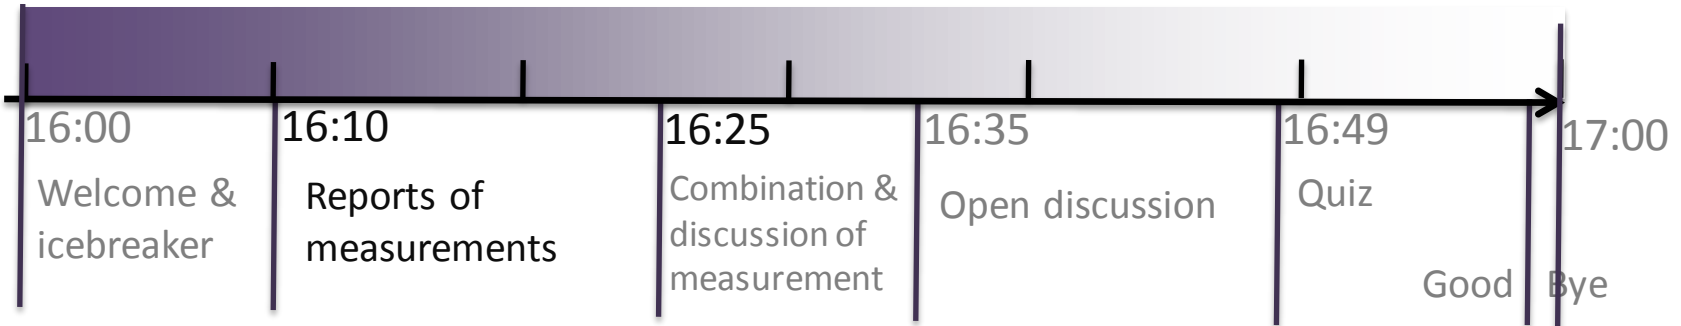 16:00
16:10
16:25
16:35
16:49
17:00
Welcome &
icebreaker
Reports of
measurements
Combination &
discussion of
measurement
Open discussion
Quiz
Good Bye